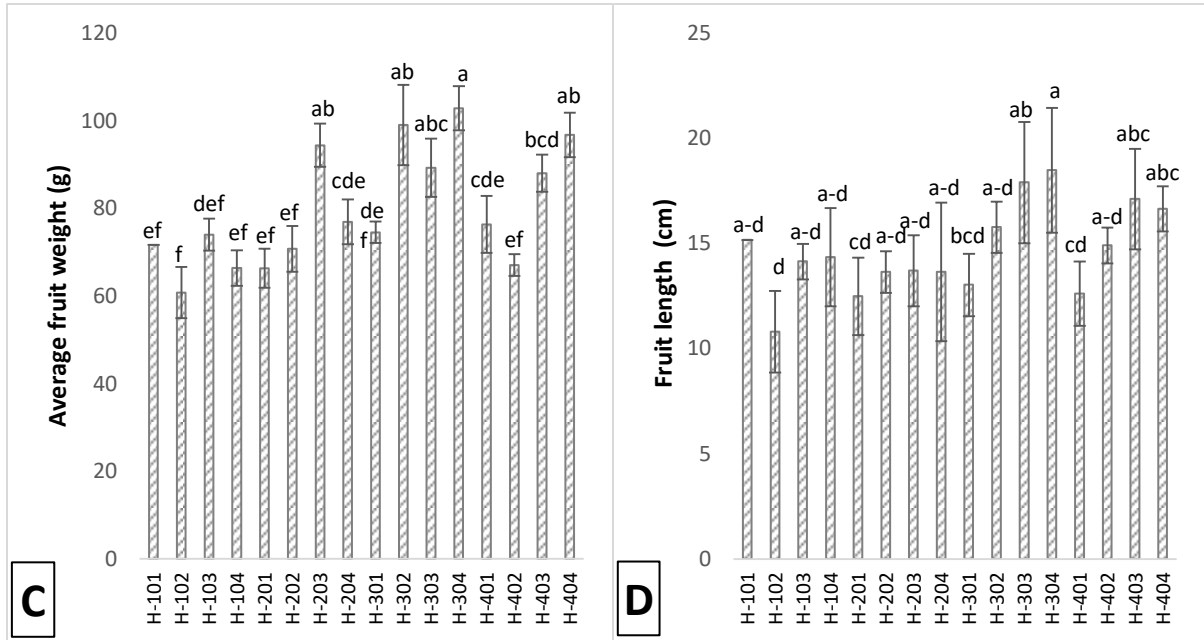 120
100
80
60
40
20
0
Average fruit weight (g)
ef
f
def
ef
ef
ef
ab
cde
de
f
ab
abc
a
cde
ef
bcd
ab
H-101
H-102
H-103
H-104
H-201
H-202
H-203
H-204
H-301
H-302
H-303
H-304
H-401
H-402
H-403
H-404
C
25
20
15
10
5
0
Fruit length (cm)
a-d
d
a-d
a-d
cd
a-d
a-d
a-d
bcd
a-d
ab
a
cd
a-d
abc
abc
H-101
H-102
H-103
H-104
H-201
H-202
H-203
H-204
H-301
H-302
H-303
H-304
H-401
H-402
H-403
H-404
D